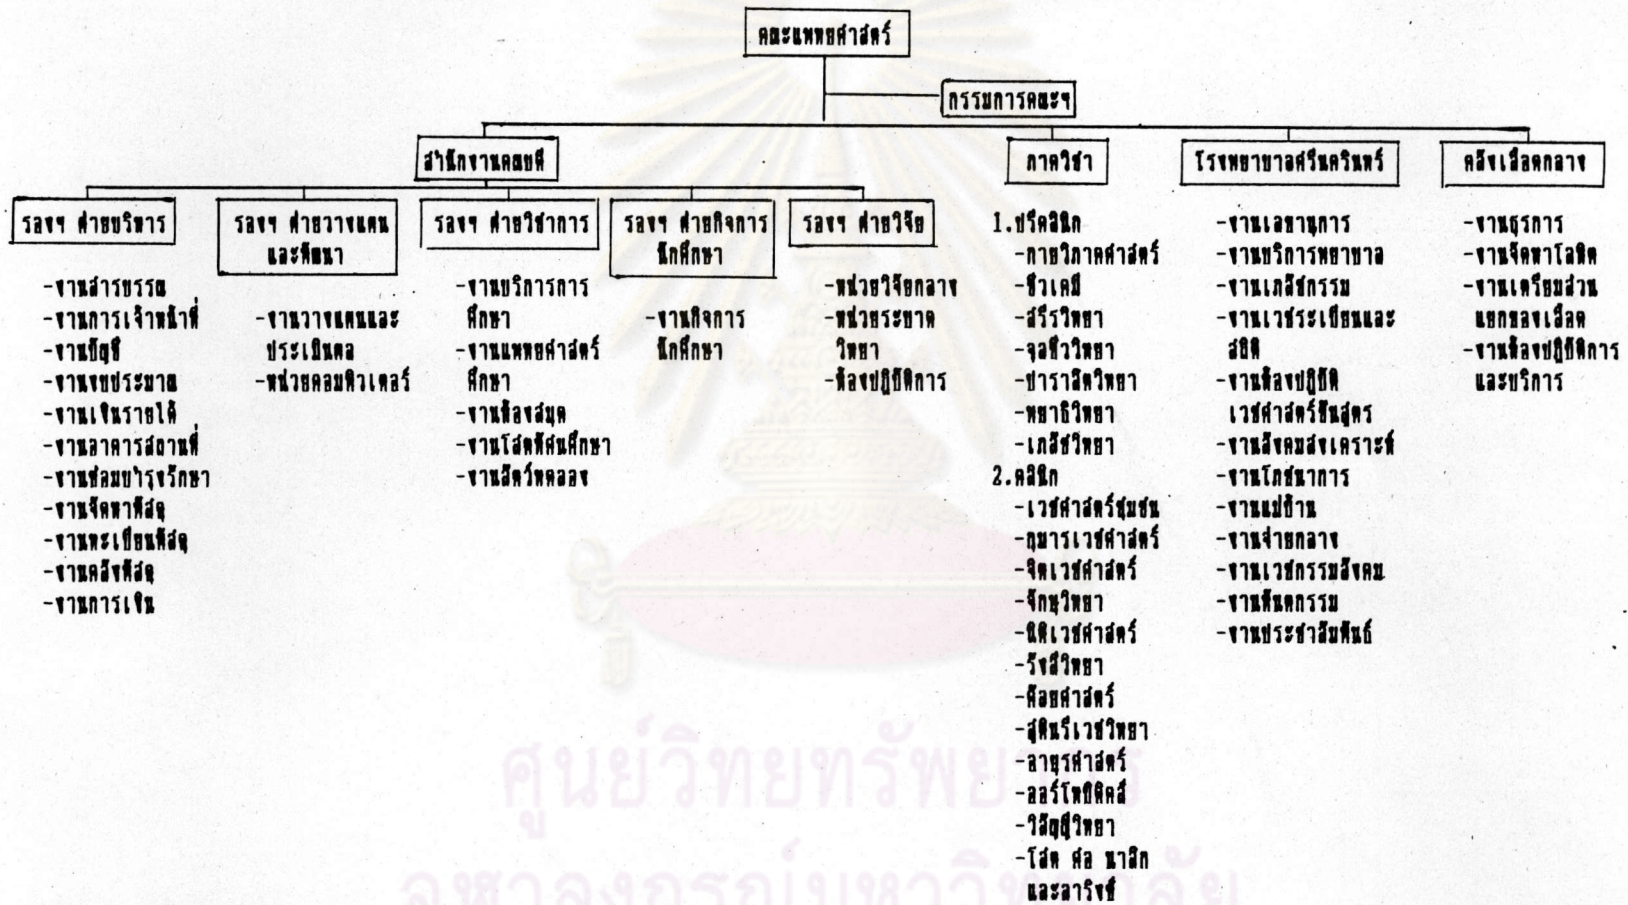 คณะแพทยศาสตร์
กรรมการคณะฯ
สำนักงานคณบดี
รองฯ ฝ่ายบริหาร
-งานสารบรรณ
-งานการเจ้าหน้าที่
-งานบัญชี
-งานงบประมาณ
-งานเงินรายได้
-งานอาคารสถานที่
-งานซ่อมบำรุงรักษา
-งานจัดหาพัสดุ
-งานทะเบียนพัสดุ
-งานคลังพัสดุ
-งานการเงิน
รองฯ ฝ่ายวางแผน
และพัฒนา
-งานวางแผนและ
ประเมินผล
-หน่วยคอมพิวเตอร์
รองฯ ฝ่ายวิชาการ
-งานบริการการ
ศึกษา
-งานแพทยศาสตร์
ศึกษา
-งานห้องสมุด
-งานโสตทัศนศึกษา
-งานสัตว์ทดลอง
รองฯ ฝ่ายกิจการ
นักศึกษา
-งานกิจการ
นักศึกษา
รองฯ ฝ่ายวิจัย
-หน่วยวิจัยกลาง
-หน่วยระบาด
วิทยา
-ห้องปฏิบัติการ
ภาควิชา
1.ปรีคลินิก
-กายวิภาคศาสตร์
-ชีวเคมี
-สรีรวิทยา
-จุลชีววิทยา
-ปาราสิตวิทยา
-พยาธิวิทยา
-เภสัชวิทยา
2.คลินิก
-เวชศาสตร์ชุมชน
-กุมารเวชศาสตร์
-จิตเวชศาสตร์
-จักษุวิทยา
-นิติเวชศาสตร์
-รังสีวิทยา
-ศัลยศาสตร์
-สูตินรีเวชวิทยา
-อายุรศาสตร์
-ออร์โทปิดิคส์
-วิสัญญีวิทยา
-โสต ศอ นาสิก
และลาริงซ์
โรงพยาบาลศรีนครินทร์
-งานเลขานุการ
-งานบริการพยาบาล
-งานเภสัชกรรม
-งานเวชระเบียนและ
สถิติ
-งานห้องปฏิบัติ
เวชศาสตร์ชันสูตร
-งานสังคมสงเคราะห์
-งานโภชนาการ
-งานแม่บ้าน
-งานจ่ายกลาง
-งานเวชกรรมสังคม
-งานทันตกรรม
-งานประชาสัมพันธ์
คลังเลือดกลาง
-งานธุรการ
-งานจัดหาโลหิต
-งานเตรียมส่วน
แยกของเลือด
-งานห้องปฏิบัติการ
และบริการ
ศูนย์วิทยทรัพยากร
จุฬาลงกรณ์มหาวิทยาลัย